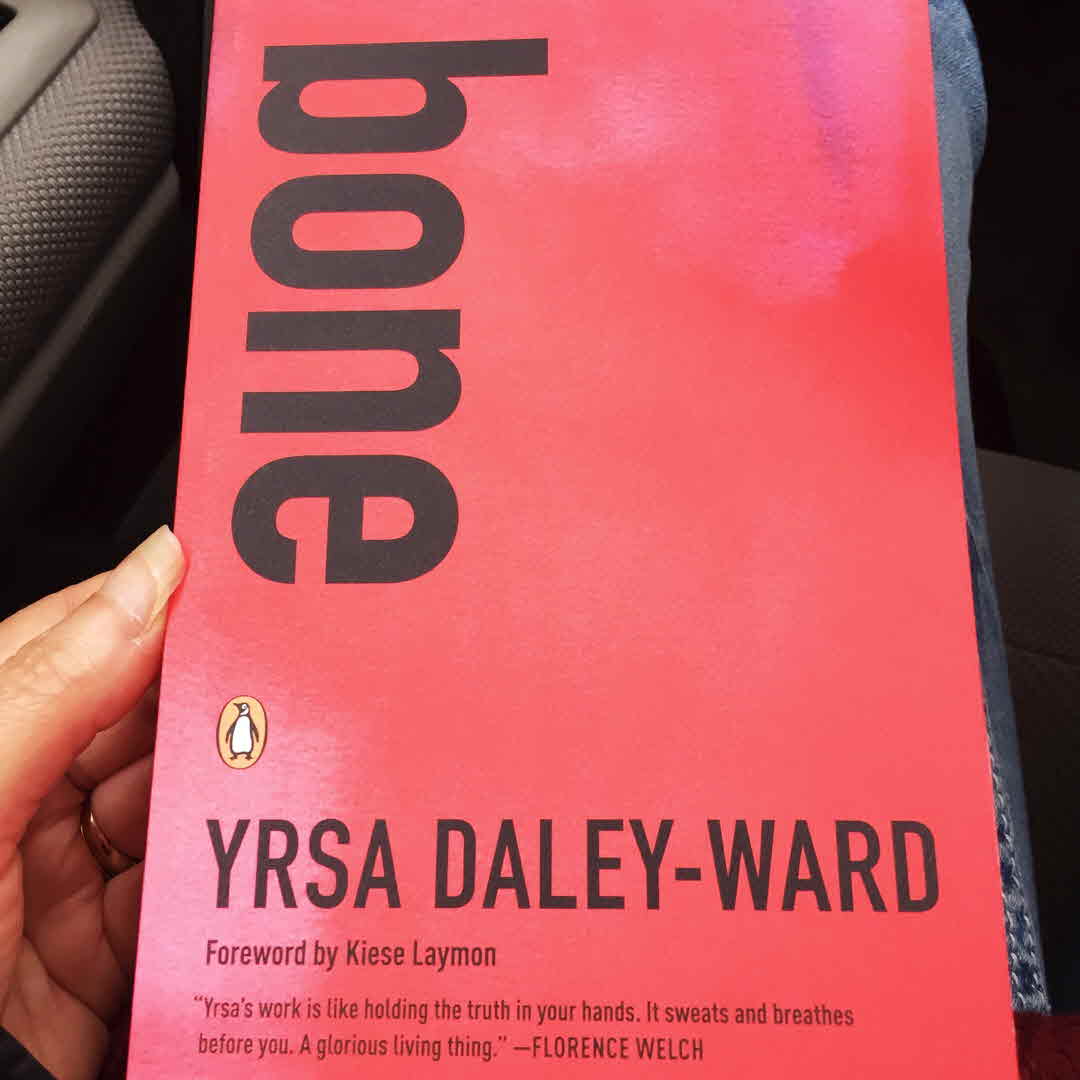 bone
YRSA DALEY-WARD
Foreword by Kiese Laymon
“Yrsa’s work is like holding the truth in your hands. It sweats and breathes
before you. A glorious living thing.” —FLORENCE WELCH